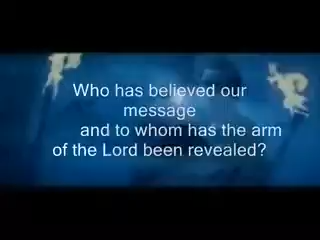 Who has believed our
message
and to whom has the arm
of the Lord been revealed?